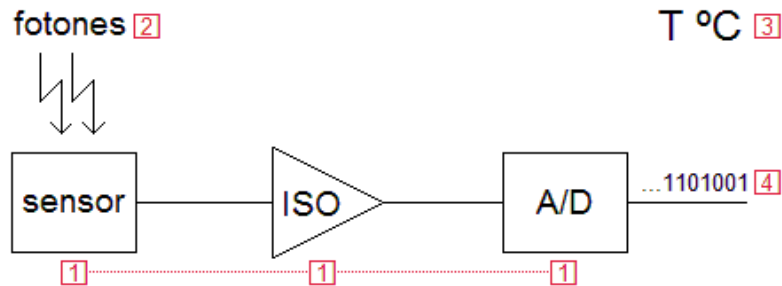 fotones 2
T ºC 3
sensor
ISO
A/D
...1101001 4
1
1
1